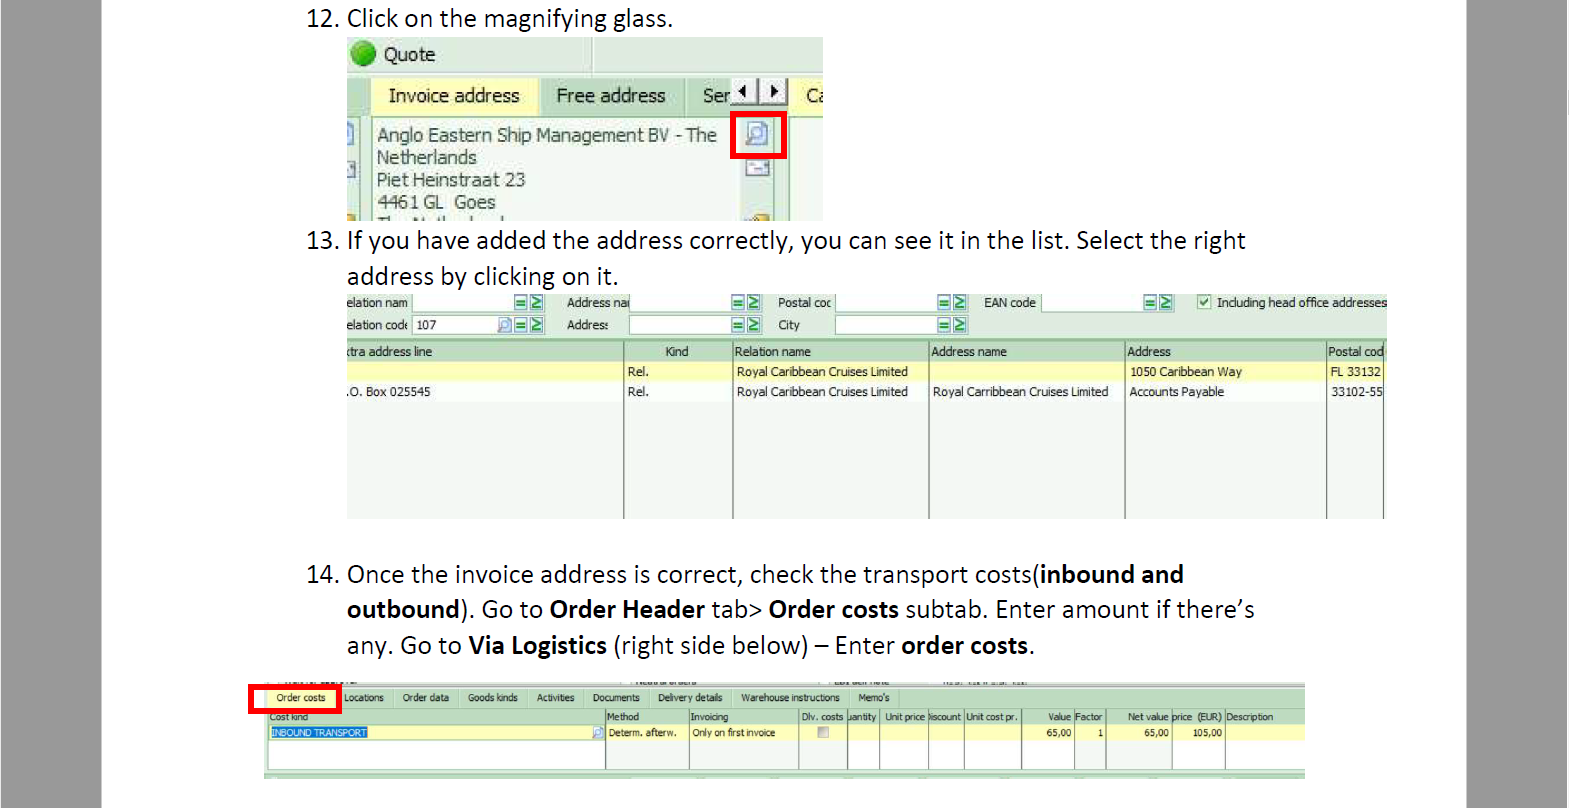 12. Click on the magnifying glass.
Quote
Invoice address Free address Ser
Anglo Eastern Ship Management BV - The
Netherlands
Piet Heinstraat 23
4461 GL Goes
13. If you have added the address correctly, you can see it in the list. Select the right
address by clicking on it.
elation nam Address nai Postal coc EAN code Including head office addresses
elation code 107 Address City
xtra address line Kind Relation name Address name Address Postal cod
Rel. Royal Caribbean Cruises Limited 1050 Caribbean Way FL 33132
.O. Box 025545 Rel. Royal Caribbean Cruises Limited Royal Carribbean Cruises Limited Accounts Payable 33102-55
14. Once the invoice address is correct, check the transport costs(inbound and
outbound). Go to Order Header tab> Order costs subtab. Enter amount if there’s
any. Go to Via Logistics (right side below) – Enter order costs.
Order costs Locations Order data Goods kinds Activities Documents Delivery details Warehouse instructions Memo's
Cost kind Method Invoicing Dlv. costs uantity Unit price discount Unit cost pr. Value Factor Net value price (EUR) Description
INBOUND TRANSPORT Determ. afterw. Only on first invoice 65,00 1 65,00 105,00